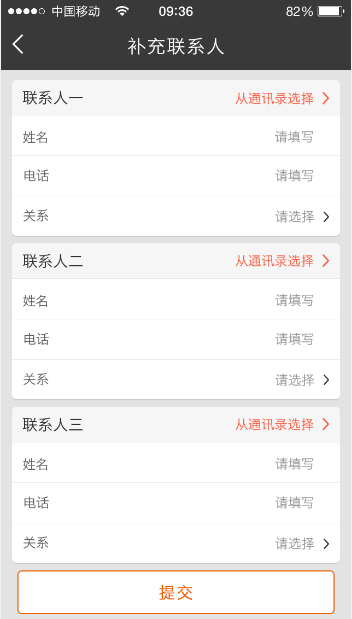 中国移动 09:36 82%
补充联系人
联系人一 从通讯录选择
姓名 请填写
电话 请填写
关系 请选择
联系人二 从通讯录选择
姓名 请填写
电话 请填写
关系 请选择
联系人三 从通讯录选择
姓名 请填写
电话 请填写
关系 请选择
提交